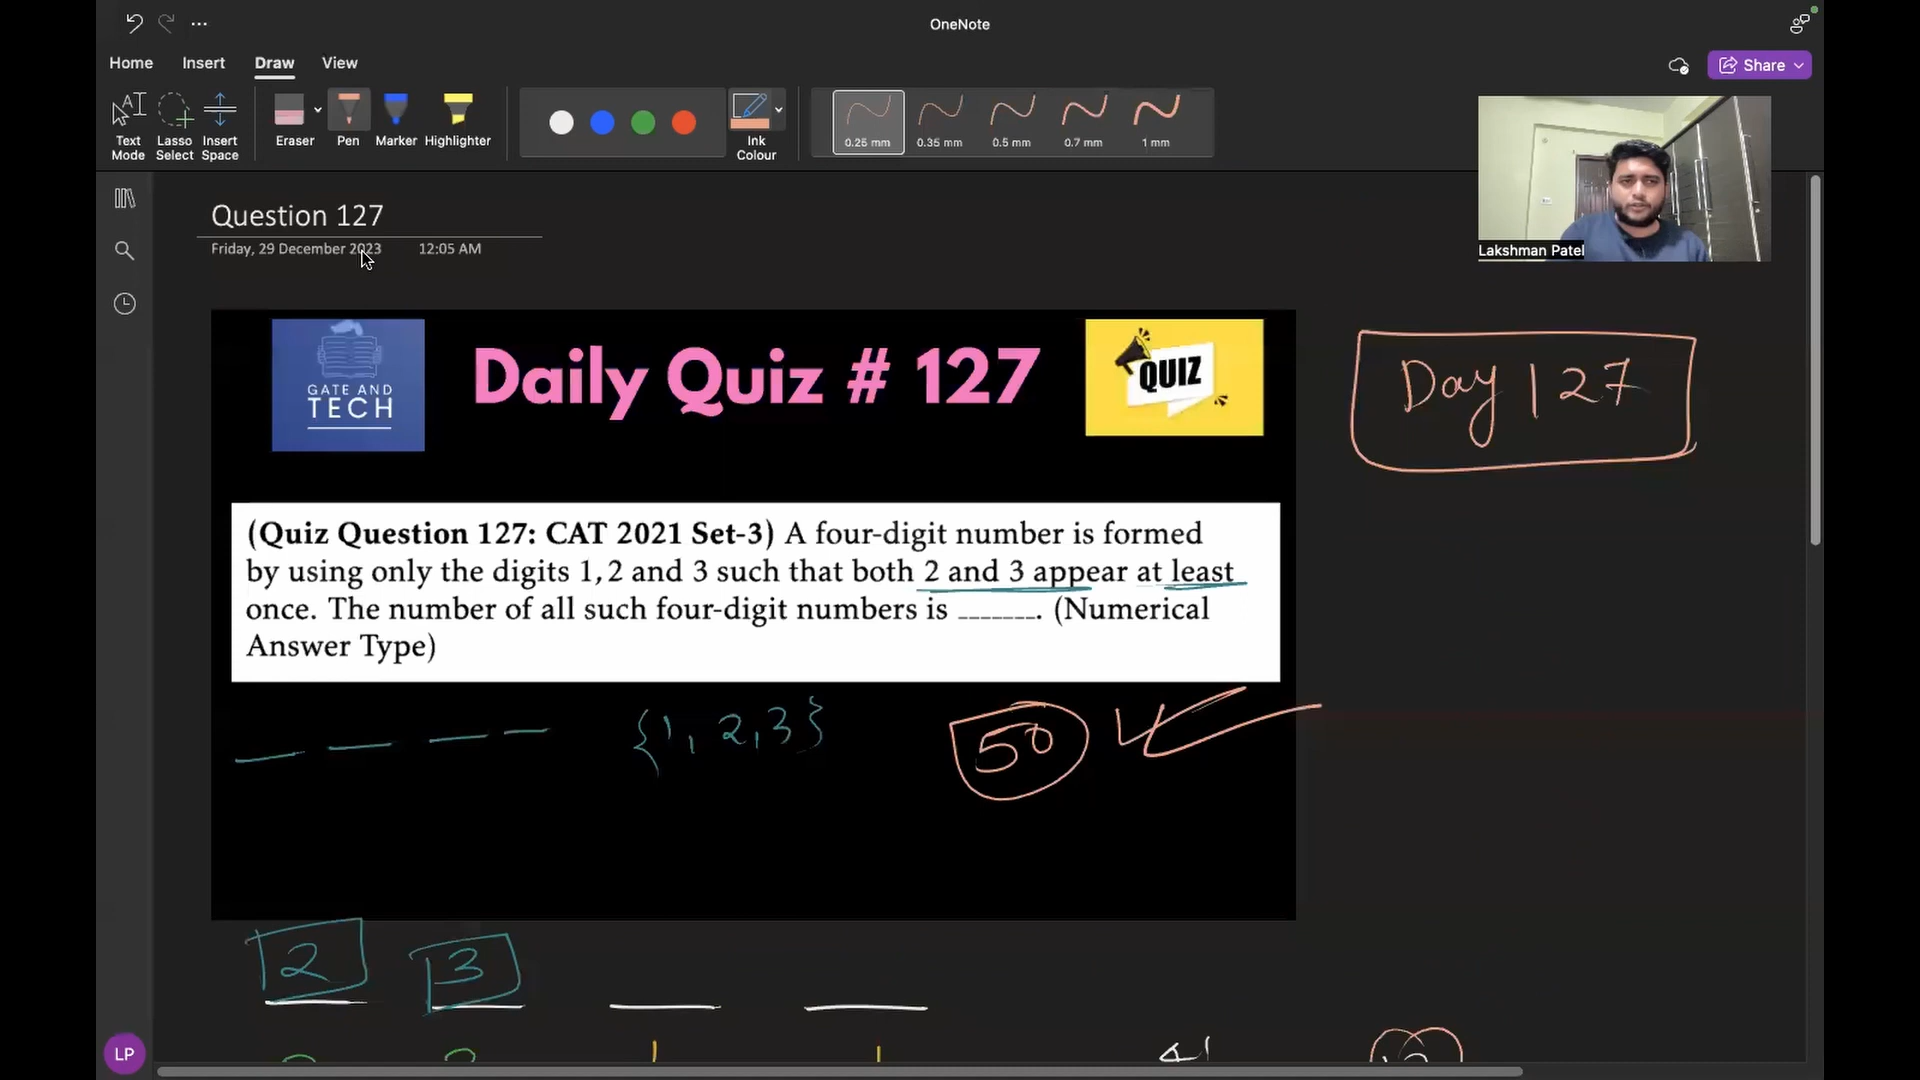 OneNote
Home Insert Draw View
Share
Text Mode
Lasso Select
Insert Space
Eraser
Pen
Marker
Highlighter
Ink Colour
0.25 mm
0.35 mm
0.5 mm
0.7 mm
1 mm
Lakshman Patel
Question 127
Friday, 29 December 2023 12:05 AM
GATE AND
TECH
Daily Quiz # 127
QUIZ
Day 127
(Quiz Question 127: CAT 2021 Set-3) A four-digit number is formed
by using only the digits 1, 2 and 3 such that both 2 and 3 appear at least
once. The number of all such four-digit numbers is _______. (Numerical
Answer Type)
{1, 2, 3}
50
2 3
LP